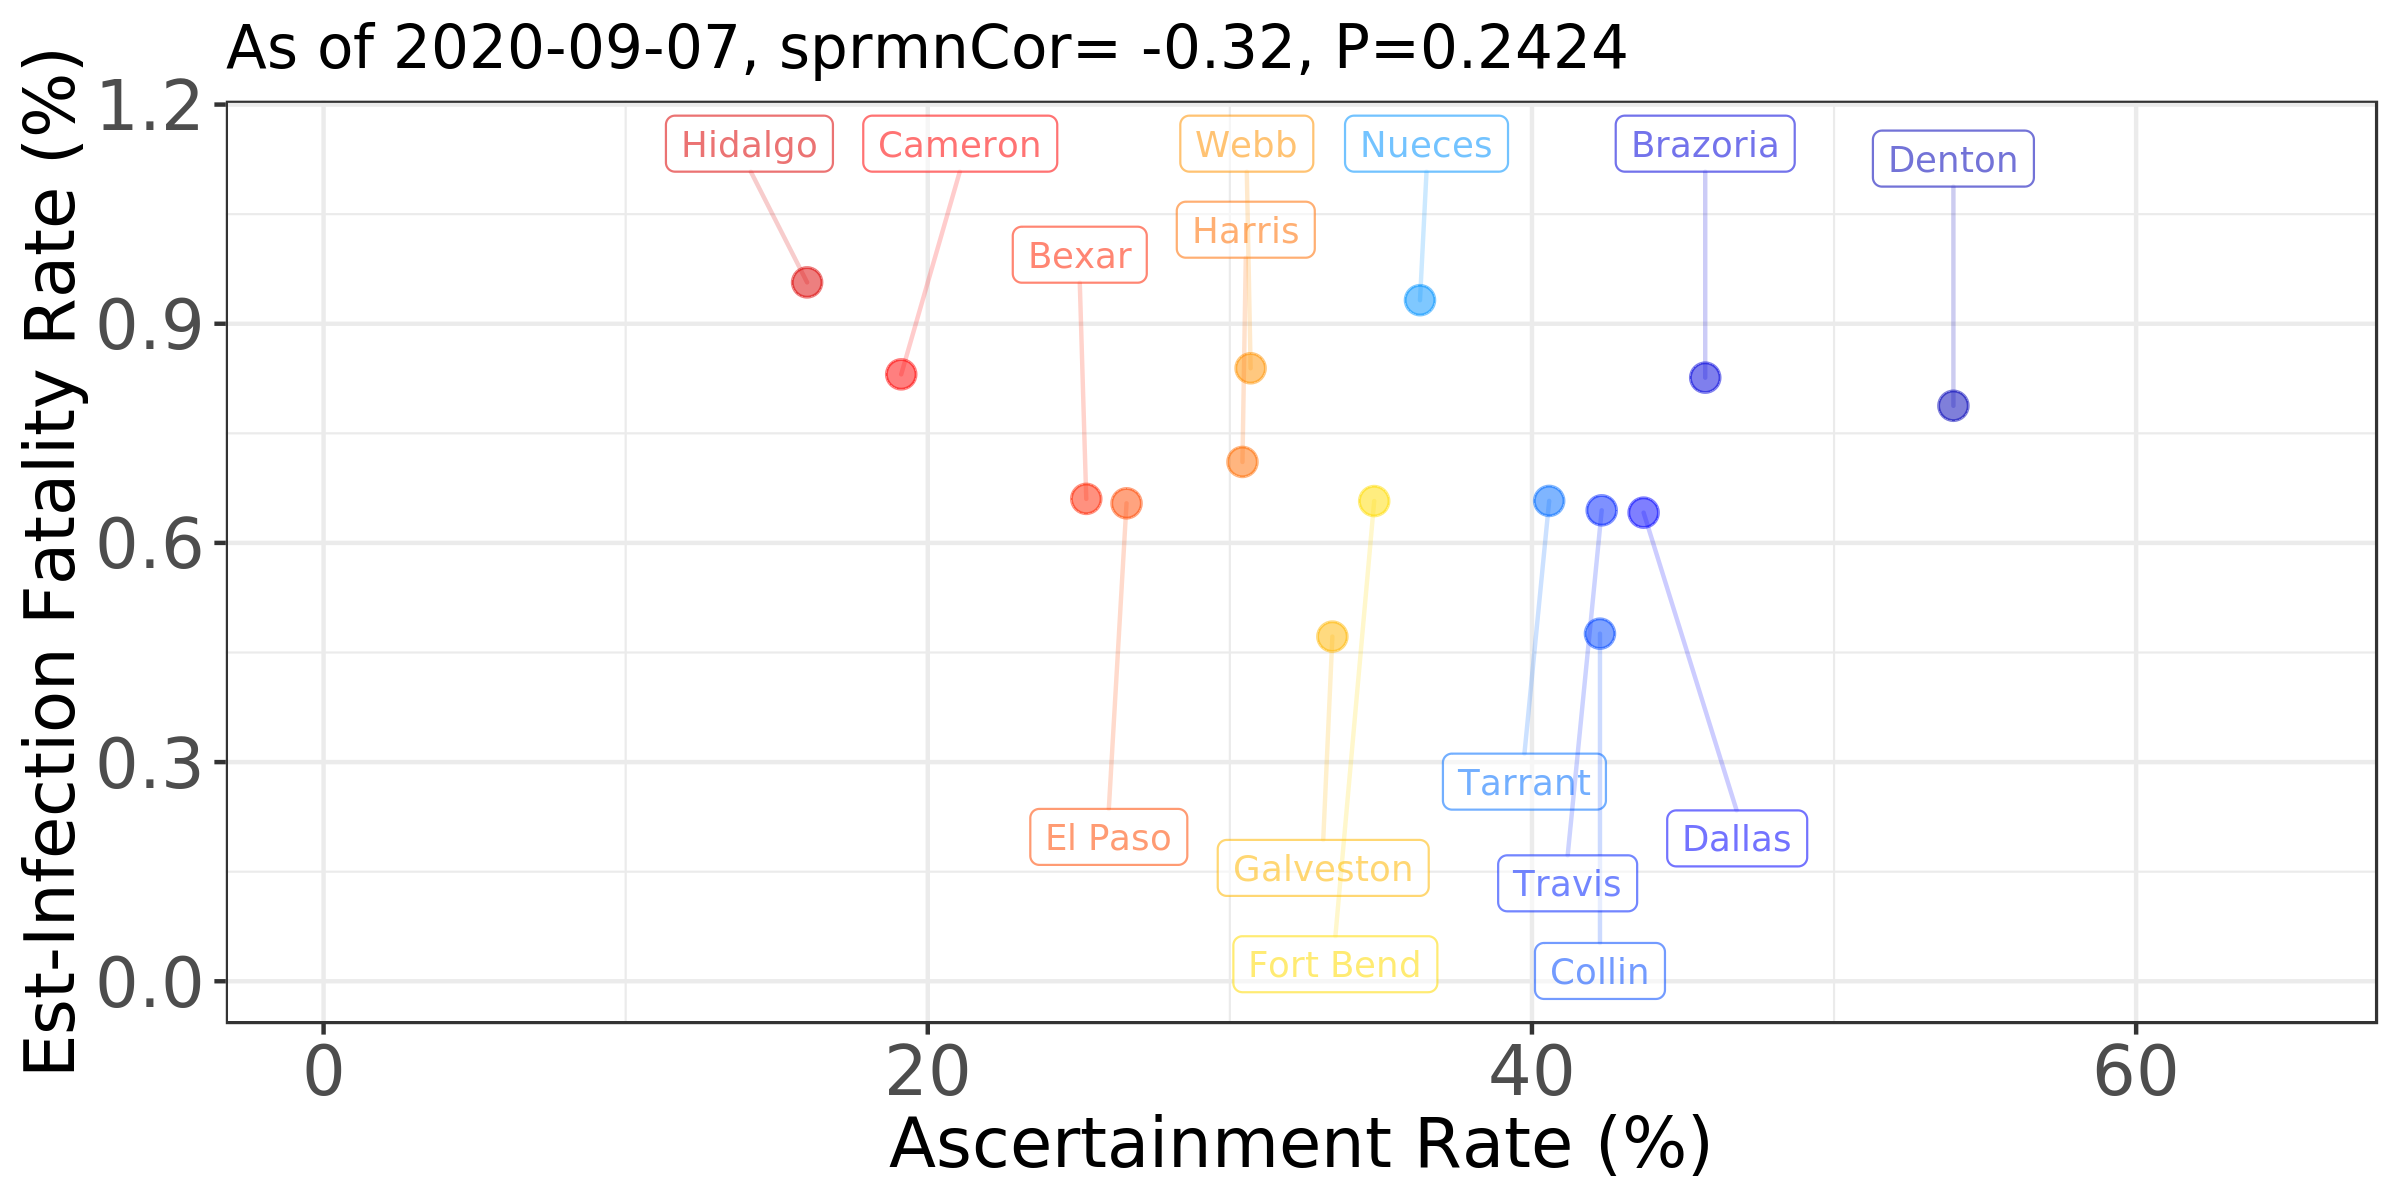 As of 2020-09-07, sprmnCor= -0.32, P=0.2424
Est-Infection Fatality Rate (%)
1.2
0.9
0.6
0.3
0.0
Hidalgo
Cameron
Webb
Nueces
Brazoria
Denton
Harris
Bexar
Tarrant
El Paso
Dallas
Galveston
Travis
Fort Bend
Collin
0
20
40
60
Ascertainment Rate (%)